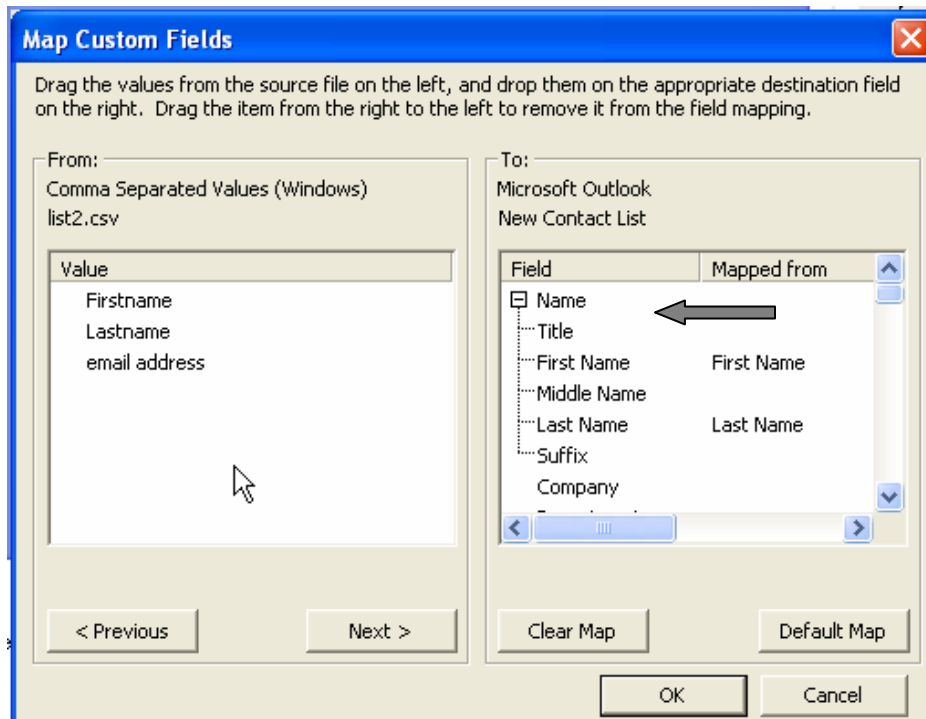 Map Custom Fields
Drag the values from the source file on the left, and drop them on the appropriate destination field
on the right. Drag the item from the right to the left to remove it from the field mapping.
From:
Comma Separated Values (Windows)
list2.csv
Value
Firstname
Lastname
email address
< Previous
Next >
To:
Microsoft Outlook
New Contact List
Field Mapped from
Name
Title
First Name First Name
Middle Name
Last Name Last Name
Suffix
Company
Clear Map
Default Map
OK
Cancel